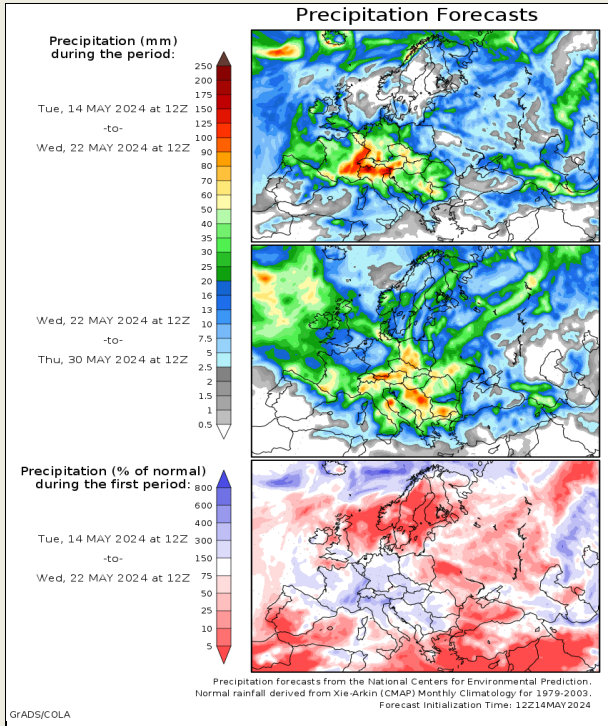 Precipitation Forecasts
Precipitation (mm)
during the period:
250
200
175
150
125
100
90
80
70
60
50
40
35
30
25
20
16
13
10
7.5
5
2.5
2
1.5
1
0.5
Tue, 14 MAY 2024 at 12Z
-to-
Wed, 22 MAY 2024 at 12Z
Wed, 22 MAY 2024 at 12Z
-to-
Thu, 30 MAY 2024 at 12Z
Precipitation (% of normal)
during the first period:
800
600
400
300
150
75
50
25
10
5
Tue, 14 MAY 2024 at 12Z
-to-
Wed, 22 MAY 2024 at 12Z
Precipitation forecasts from the National Centers for Environmental Prediction.
Normal rainfall derived from Xie-Arkin (CMAP) Monthly Climatology for 1979-2003.
Forecast Initialization Time: 12Z14MAY2024
GrADS/COLA